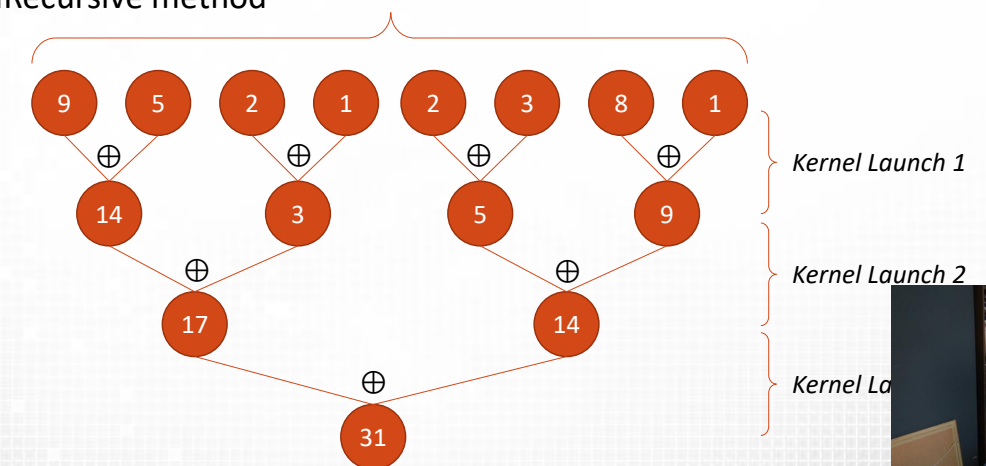 Recursive method
9 5 2 1 2 3 8 1
⊕ ⊕ ⊕ ⊕
Kernel Launch 1
14 3 5 9
⊕ ⊕
Kernel Launch 2
17 14
⊕
Kernel
31